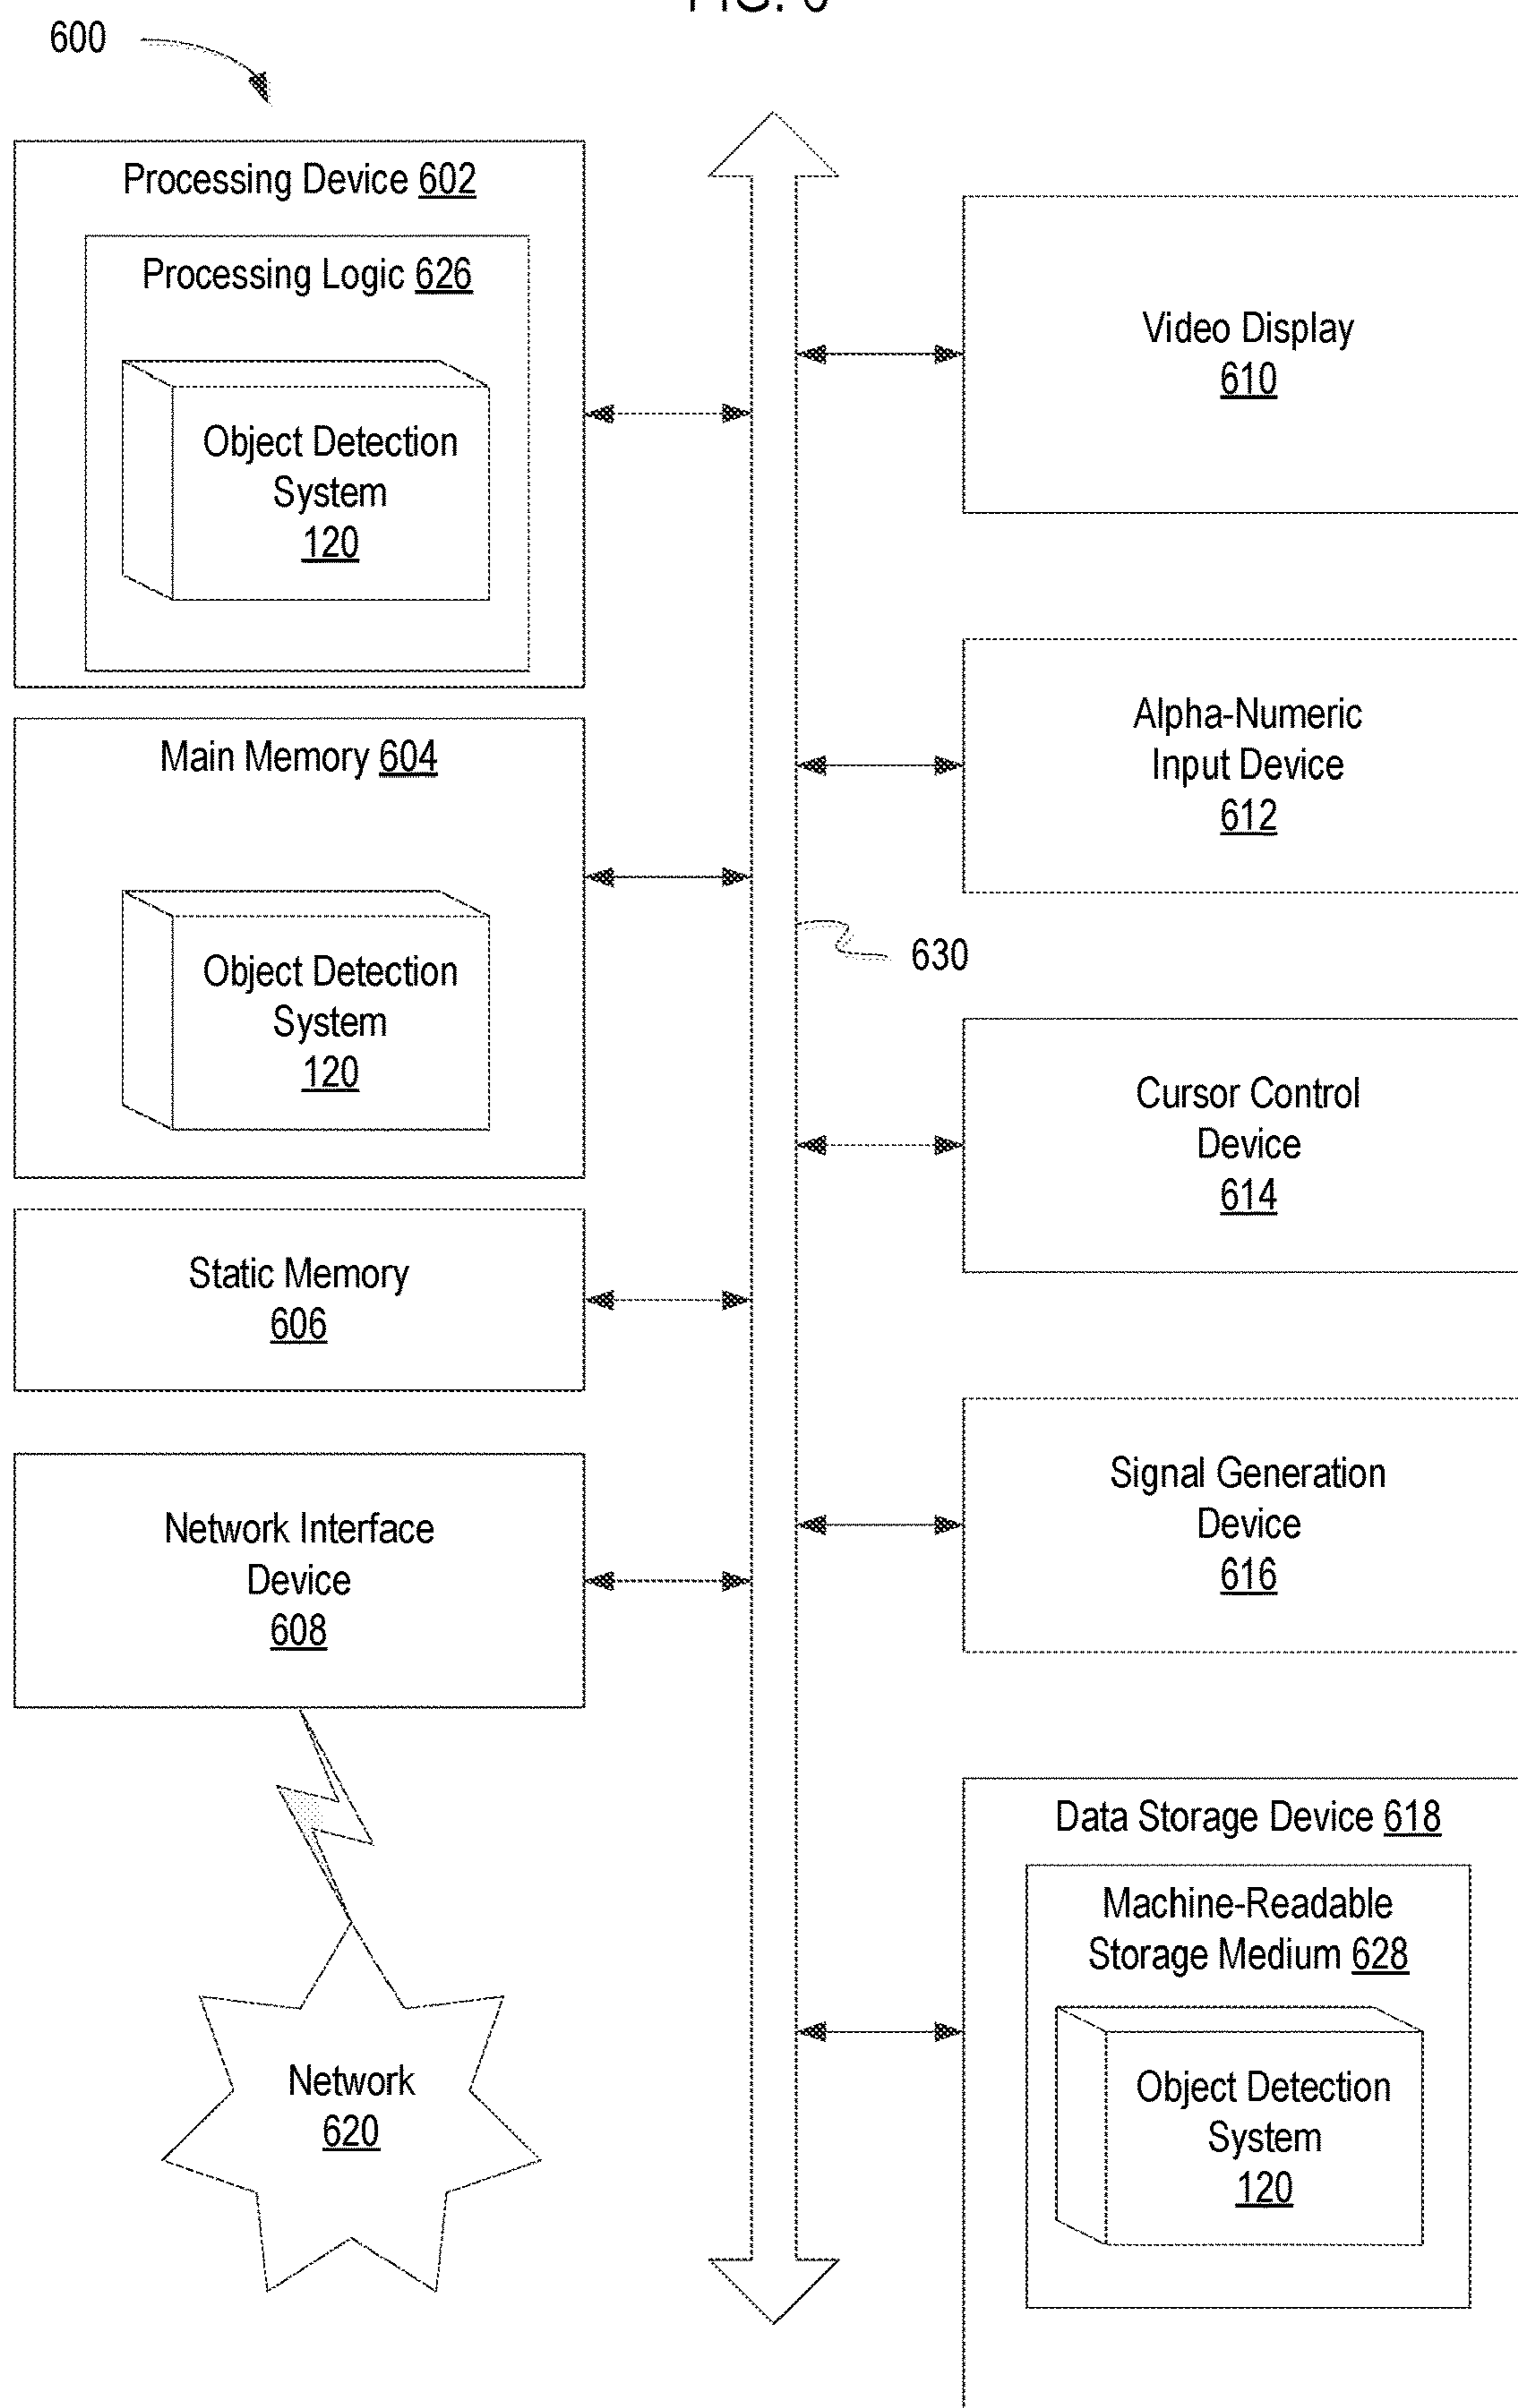 FIG. 6
600
Processing Device 602
Processing Logic 626
Object Detection
System
120
Main Memory 604
Object Detection
System
120
Static Memory
606
Network Interface
Device
608
Network
620
Video Display
610
Alpha-Numeric
Input Device
612
630
Cursor Control
Device
614
Signal Generation
Device
616
Data Storage Device 618
Machine-Readable
Storage Medium 628
Object Detection
System
120